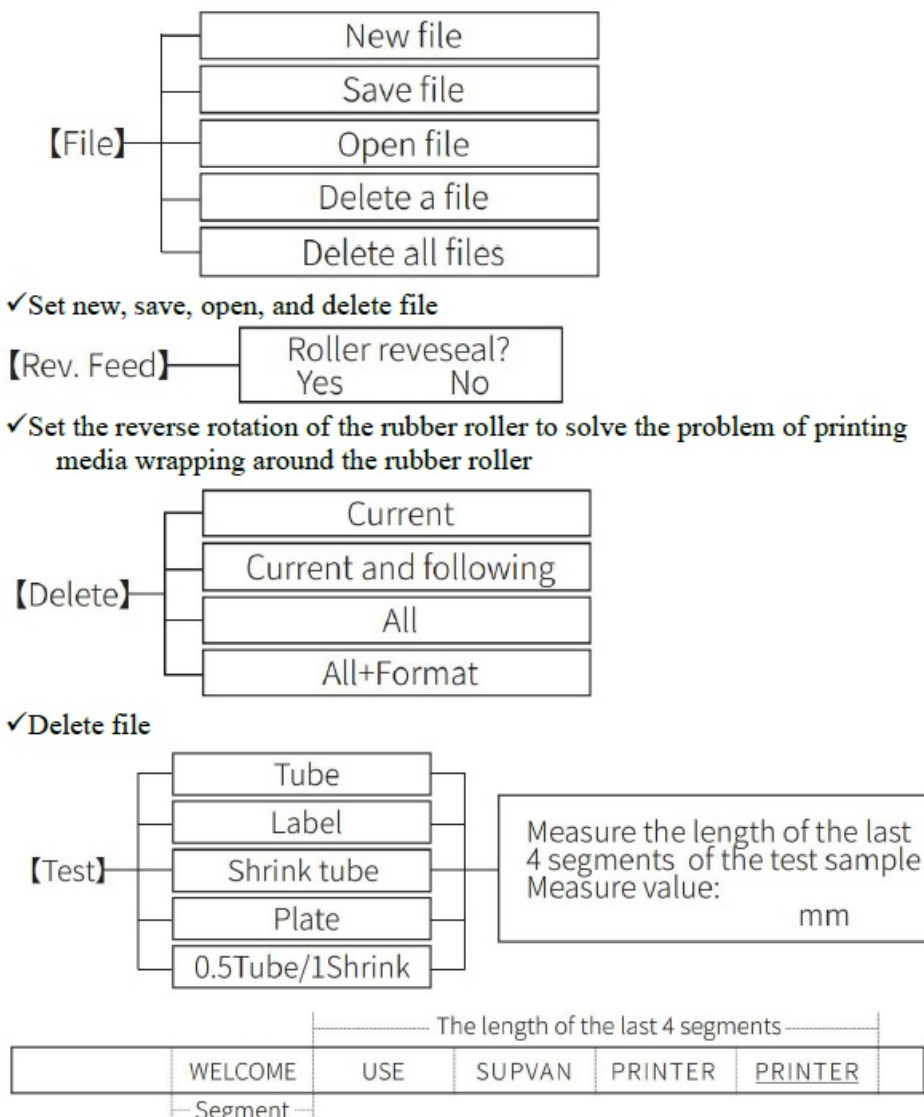 New file
Save file
【File】
Open file
Delete a file
Delete all files
✓Set new, save, open, and delete file
【Rev. Feed】
Roller reveseal?
Yes No
✓Set the reverse rotation of the rubber roller to solve the problem of printing
media wrapping around the rubber roller
Current
Current and following
【Delete】
All
All+Format
✓Delete file
Tube
Label
【Test】
Shrink tube
Plate
0.5Tube/1Shrink
Measure the length of the last
4 segments of the test sample
Measure value:
mm
The length of the last 4 segments
WELCOME USE SUPVAN PRINTER PRINTER
Segment